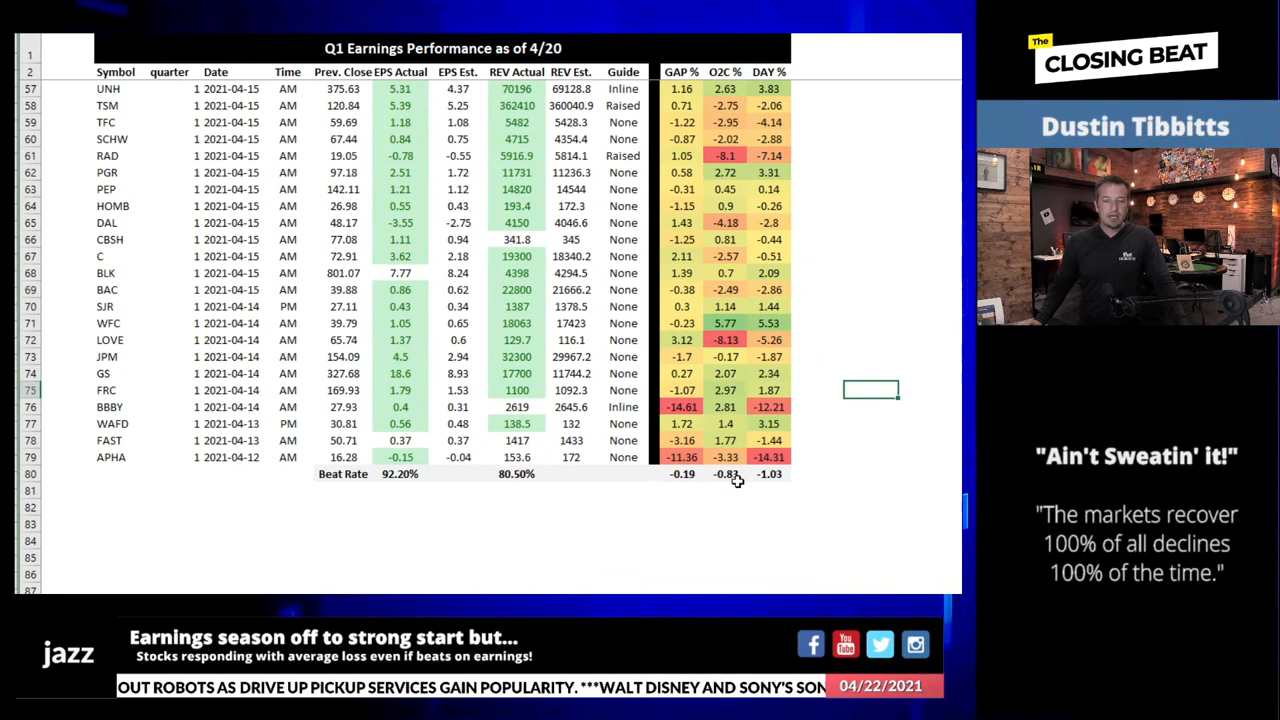 Q1 Earnings Performance as of 4/20
1
2 Symbol quarter Date Time Prev. Close EPS Actual EPS Est. REV Actual REV Est. Guide GAP % O2C % DAY %
57 UNH 1 2021-04-15 AM 375.63 5.31 4.37 70196 69128.8 Inline 1.16 2.63 3.83
58 TSM 1 2021-04-15 AM 120.84 5.39 5.25 362410 360040.9 Raised 0.71 -2.75 -2.06
59 TFC 1 2021-04-15 AM 59.69 1.18 1.08 5482 5428.3 None -1.22 -2.95 -4.14
60 SCHW 1 2021-04-15 AM 67.44 0.84 0.75 4715 4354.4 None -0.87 -2.02 -2.88
61 RAD 1 2021-04-15 AM 19.05 -0.78 -0.55 5916.9 5814.1 Raised 1.05 -8.1 -7.14
62 PGR 1 2021-04-15 AM 97.18 2.51 1.72 11731 11236.3 None 0.58 2.72 3.31
63 PEP 1 2021-04-15 AM 142.11 1.21 1.12 14820 14544 None -0.31 0.45 0.14
64 HOMB 1 2021-04-15 AM 26.98 0.55 0.43 193.4 172.3 None -1.15 0.9 -0.26
65 DAL 1 2021-04-15 AM 48.17 -3.55 -2.75 4150 4046.6 None 1.43 -4.18 -2.8
66 CBSH 1 2021-04-15 AM 77.08 1.11 0.94 341.8 345 None -1.25 0.81 -0.44
67 C 1 2021-04-15 AM 72.91 3.62 2.18 19300 18340.2 None 2.11 -2.57 -0.51
68 BLK 1 2021-04-15 AM 801.07 7.77 8.24 4398 4294.5 None 1.39 0.7 2.09
69 BAC 1 2021-04-15 AM 39.88 0.86 0.62 22800 21666.2 None -0.38 -2.49 -2.86
70 SJR 1 2021-04-14 PM 27.11 0.43 0.34 1387 1378.5 None 0.3 1.14 1.44
71 WFC 1 2021-04-14 AM 39.79 1.05 0.65 18063 17423 None -0.23 5.77 5.53
72 LOVE 1 2021-04-14 AM 65.74 1.37 0.6 129.7 116.1 None 3.12 -8.13 -5.26
73 JPM 1 2021-04-14 AM 154.09 4.5 2.94 32300 29967.2 None -1.7 -0.17 -1.87
74 GS 1 2021-04-14 AM 327.68 18.6 8.93 17700 11744.2 None 0.27 2.07 2.34
75 FRC 1 2021-04-14 AM 169.93 1.79 1.53 1100 1092.3 None -1.07 2.97 1.87
76 BBBY 1 2021-04-14 AM 27.93 0.4 0.31 2619 2645.6 Inline -14.61 2.81 -12.21
77 WAFD 1 2021-04-13 PM 30.81 0.56 0.48 138.5 132 None 1.72 1.4 3.15
78 FAST 1 2021-04-13 AM 50.71 0.37 0.37 1417 1433 None -3.16 1.77 -1.44
79 APHA 1 2021-04-12 AM 16.28 -0.15 -0.04 153.6 172 None -11.36 -3.33 -14.31
80 Beat Rate 92.20% 80.50% -0.19 -0.83 -1.03
81
82
83
84
85
86
87
The
CLOSING BEAT
Dustin Tibbitts
"Ain't Sweatin' it!"
"The markets recover
100% of all declines
100% of the time."
jazz
Earnings season off to strong start but...
Stocks responding with average loss even if beats on earnings!
OUT ROBOTS AS DRIVE UP PICKUP SERVICES GAIN POPULARITY. ***WALT DISNEY AND SONY'S SON
04/22/2021